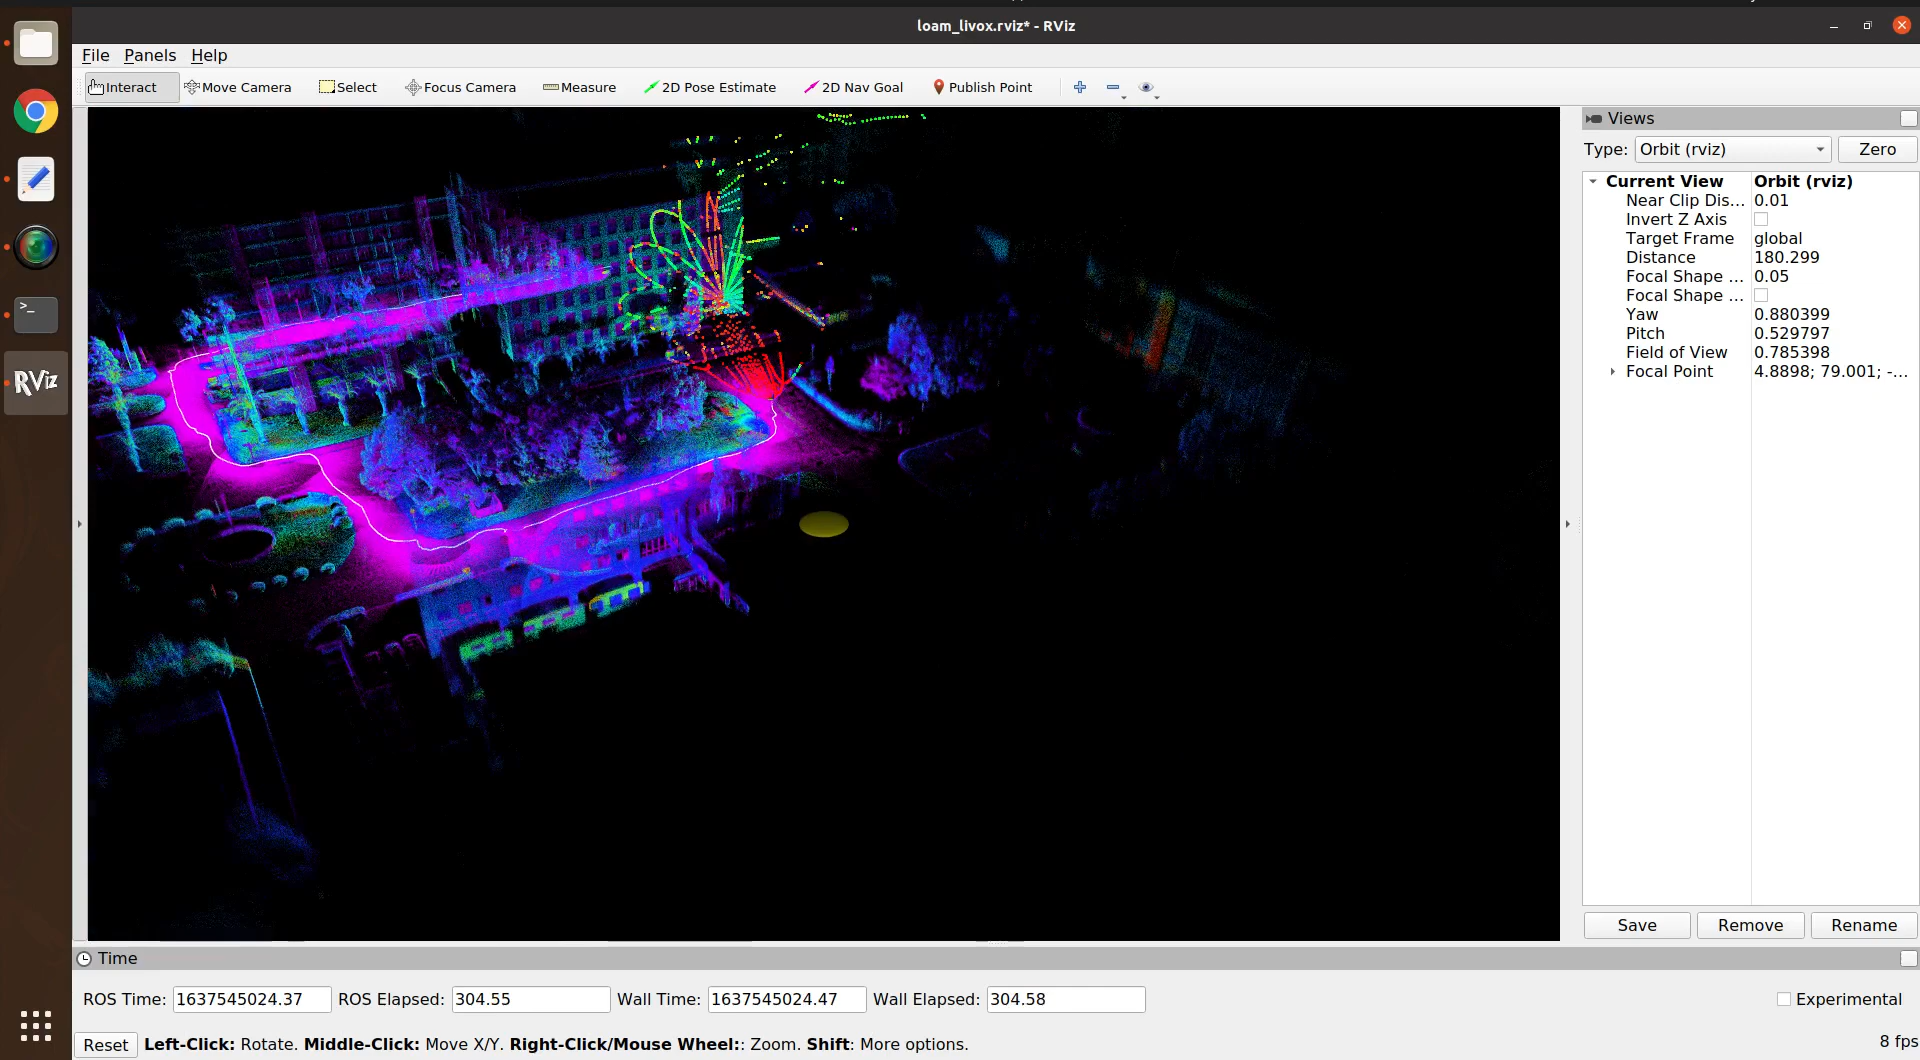 loam_livox.rviz* - RViz
File Panels Help
Interact Move Camera Select Focus Camera Measure 2D Pose Estimate 2D Nav Goal Publish Point
Views
Type: Orbit (rviz) Zero
Current View Orbit (rviz)
Near Clip Dis... 0.01
Invert Z Axis
Target Frame global
Distance 180.299
Focal Shape ... 0.05
Focal Shape ...
Yaw 0.880399
Pitch 0.529797
Field of View 0.785398
Focal Point 4.8898; 79.001; -...
>_
RViz
Save Remove Rename
Time
ROS Time: 1637545024.37 ROS Elapsed: 304.55 Wall Time: 1637545024.47 Wall Elapsed: 304.58 Experimental
Reset Left-Click: Rotate. Middle-Click: Move X/Y. Right-Click/Mouse Wheel:: Zoom. Shift: More options. 8 fps